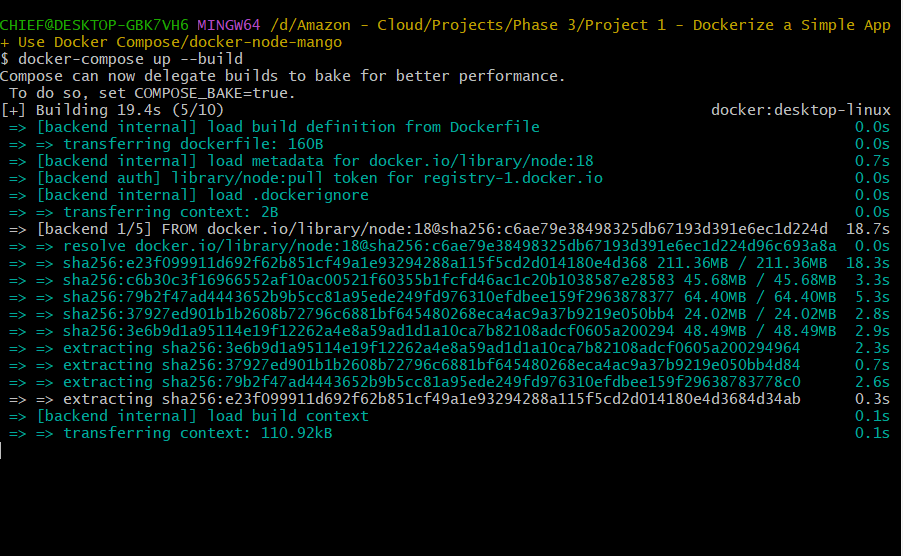 CHIEF@DESKTOP-GBK7VH6 MINGW64 /d/Amazon - Cloud/Projects/Phase 3/Project 1 - Dockerize a Simple App
+ Use Docker Compose/docker-node-mango
$ docker-compose up --build
Compose can now delegate builds to bake for better performance.
 To do so, set COMPOSE_BAKE=true.
[+] Building 19.4s (5/10) docker:desktop-linux
 => [backend internal] load build definition from Dockerfile 0.0s
 => => transferring dockerfile: 160B 0.0s
 => [backend internal] load metadata for docker.io/library/node:18 0.7s
 => [backend auth] library/node:pull token for registry-1.docker.io 0.0s
 => [backend internal] load .dockerignore 0.0s
 => => transferring context: 2B 0.0s
 => [backend 1/5] FROM docker.io/library/node:18@sha256:c6ae79e38498325db67193d391e6ec1d224d 18.7s
 => => resolve docker.io/library/node:18@sha256:c6ae79e38498325db67193d391e6ec1d224d96c693a8a 0.0s
 => => sha256:e23f099911d692f62b851cf49a1e93294288a115f5cd2d014180e4d368 211.36MB / 211.36MB 18.3s
 => => sha256:c6b30c3f16966552af10ac00521f60355b1fcfd46ac1c20b1038587e28583 45.68MB / 45.68MB 3.3s
 => => sha256:79b2f47ad4443652b9b5cc81a95ede249fd976310efdbee159f2963878377 64.40MB / 64.40MB 5.3s
 => => sha256:37927ed901b1b2608b72796c6881bf645480268eca4ac9a37b9219e050bb4 24.02MB / 24.02MB 2.8s
 => => sha256:3e6b9d1a95114e19f12262a4e8a59ad1d1a10ca7b82108adcf0605a200294 48.49MB / 48.49MB 2.9s
 => => extracting sha256:3e6b9d1a95114e19f12262a4e8a59ad1d1a10ca7b82108adcf0605a200294964 2.3s
 => => extracting sha256:37927ed901b1b2608b72796c6881bf645480268eca4ac9a37b9219e050bb4d84 0.7s
 => => extracting sha256:79b2f47ad4443652b9b5cc81a95ede249fd976310efdbee159f29638783778c0 2.6s
 => => extracting sha256:e23f099911d692f62b851cf49a1e93294288a115f5cd2d014180e4d3684d34ab 0.3s
 => [backend internal] load build context 0.1s
 => => transferring context: 110.92kB 0.1s